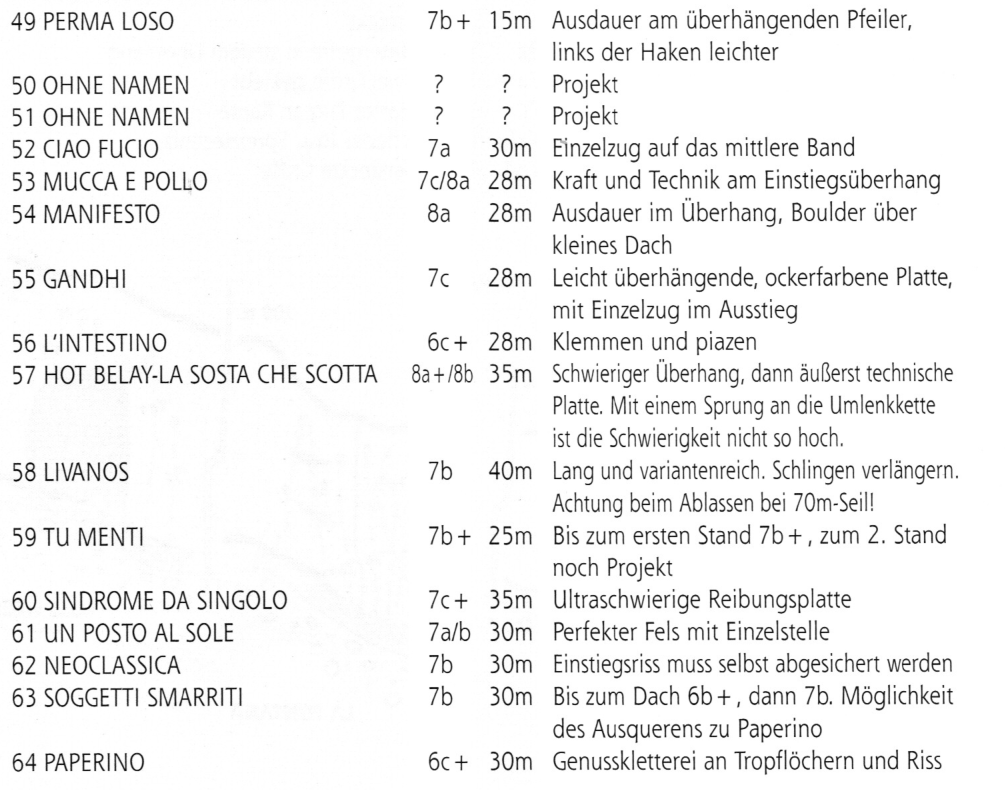 49 PERMA LOSO 7b+ 15m Ausdauer am überhängenden Pfeiler,
links der Haken leichter
50 OHNE NAMEN ? ? Projekt
51 OHNE NAMEN ? ? Projekt
52 CIAO FUCIO 7a 30m Einzelzug auf das mittlere Band
53 MUCCA E POLLO 7c/8a 28m Kraft und Technik am Einstiegsüberhang
54 MANIFESTO 8a 28m Ausdauer im Überhang, Boulder über
kleines Dach
55 GANDHI 7c 28m Leicht überhängende, ockerfarbene Platte,
mit Einzelzug im Ausstieg
56 L'INTESTINO 6c+ 28m Klemmen und piazen
57 HOT BELAY-LA SOSTA CHE SCOTTA 8a+/8b 35m Schwieriger Überhang, dann äußerst technische
Platte. Mit einem Sprung an die Umlenkkette
ist die Schwierigkeit nicht so hoch.
58 LIVANOS 7b 40m Lang und variantenreich. Schlingen verlängern.
Achtung beim Ablassen bei 70m-Seil!
59 TU MENTI 7b+ 25m Bis zum ersten Stand 7b+, zum 2. Stand
noch Projekt
60 SINDROME DA SINGOLO 7c+ 35m Ultraschwierige Reibungsplatte
61 UN POSTO AL SOLE 7a/b 30m Perfekter Fels mit Einzelstelle
62 NEOCLASSICA 7b 30m Einstiegsriss muss selbst abgesichert werden
63 SOGGETTI SMARRITI 7b 30m Bis zum Dach 6b+, dann 7b. Möglichkeit
des Ausquerens zu Paperino
64 PAPERINO 6c+ 30m Genusskletterei an Tropflöchern und Riss